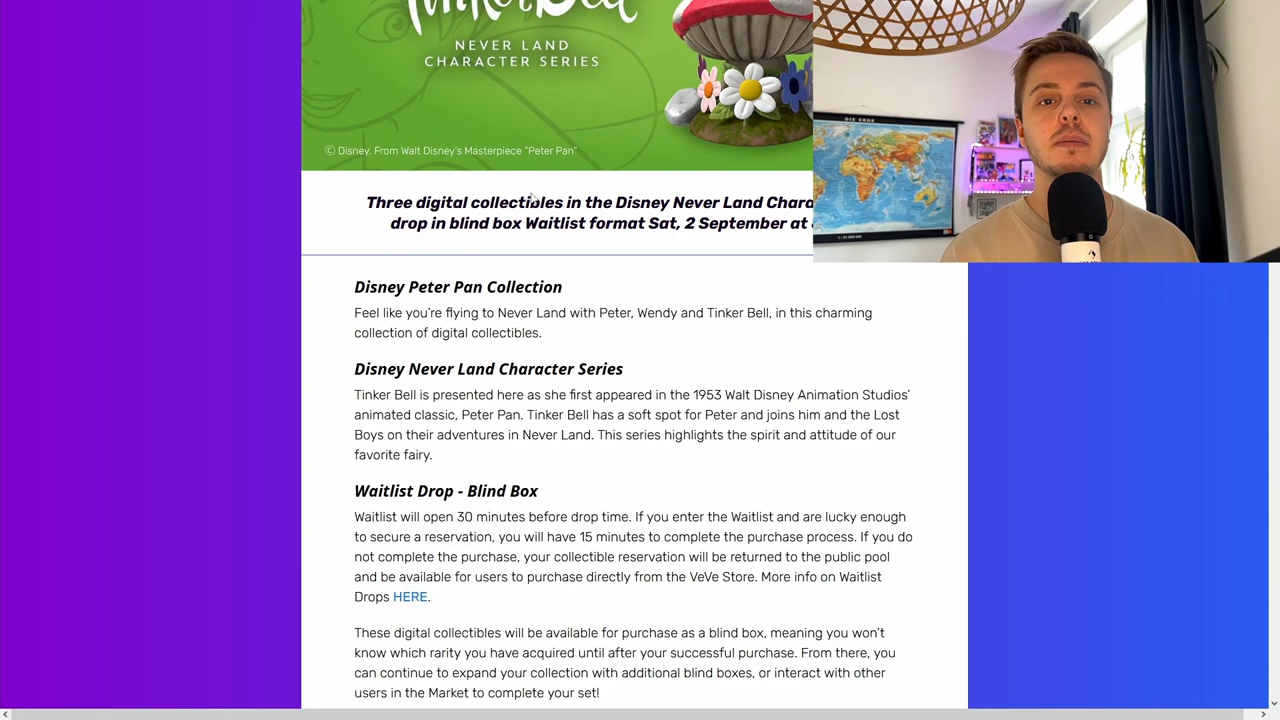 TinkerBell
NEVER LAND
CHARACTER SERIES
Ⓒ Disney. From Walt Disney's Masterpiece "Peter Pan"
DIE ERDE
Three digital collectibles in the Disney Never Land Chara
drop in blind box Waitlist format Sat, 2 September at
Disney Peter Pan Collection
Feel like you're flying to Never Land with Peter, Wendy and Tinker Bell, in this charming
collection of digital collectibles.
Disney Never Land Character Series
Tinker Bell is presented here as she first appeared in the 1953 Walt Disney Animation Studios'
animated classic, Peter Pan. Tinker Bell has a soft spot for Peter and joins him and the Lost
Boys on their adventures in Never Land. This series highlights the spirit and attitude of our
favorite fairy.
Waitlist Drop - Blind Box
Waitlist will open 30 minutes before drop time. If you enter the Waitlist and are lucky enough
to secure a reservation, you will have 15 minutes to complete the purchase process. If you do
not complete the purchase, your collectible reservation will be returned to the public pool
and be available for users to purchase directly from the VeVe Store. More info on Waitlist
Drops HERE.
These digital collectibles will be available for purchase as a blind box, meaning you won't
know which rarity you have acquired until after your successful purchase. From there, you
can continue to expand your collection with additional blind boxes, or interact with other
users in the Market to complete your set!